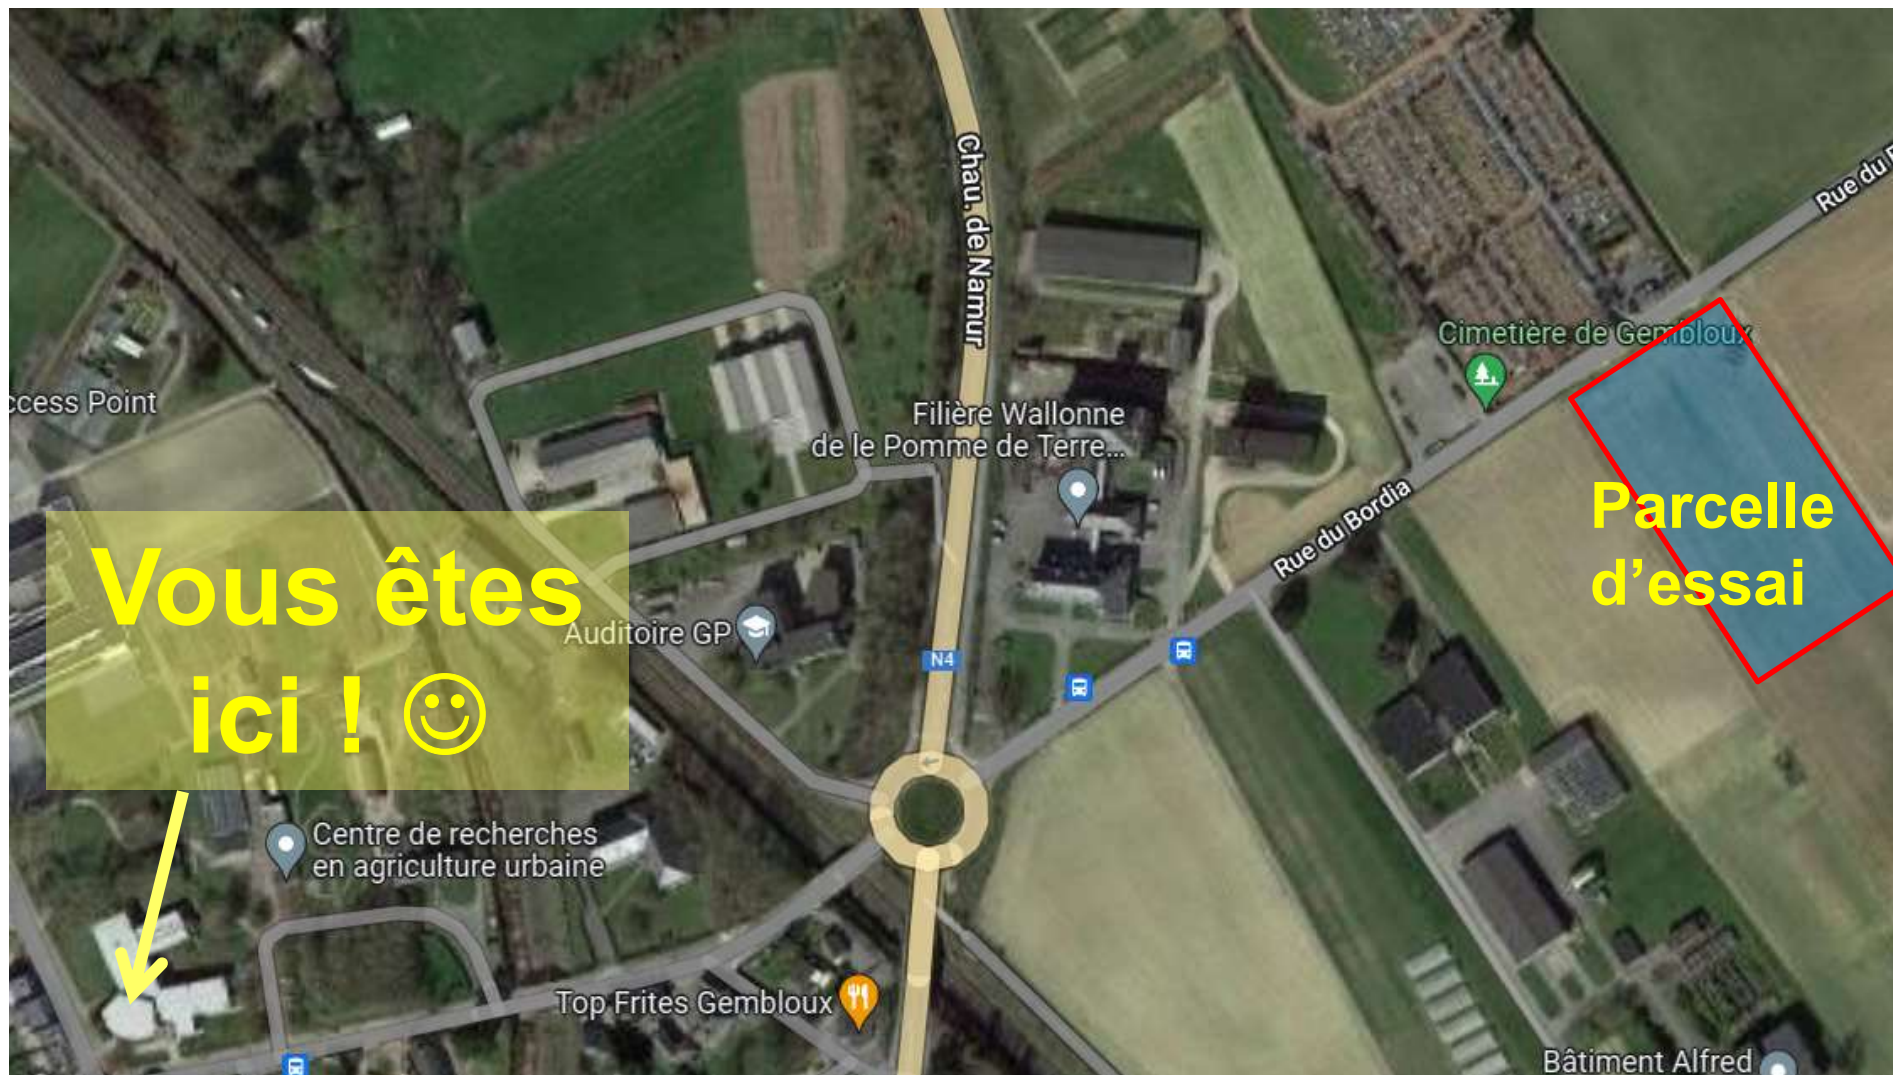 Chau. de Namur
Rue du
Cimetière de Gembloux
ccess Point
Filière Wallonne
de le Pomme de Terre...
Rue du Bordia
Parcelle
d’essai
Vous êtes
ici ! ☺
Auditoire GP
N4
Centre de recherches
en agriculture urbaine
Top Frites Gembloux
Bâtiment Alfred